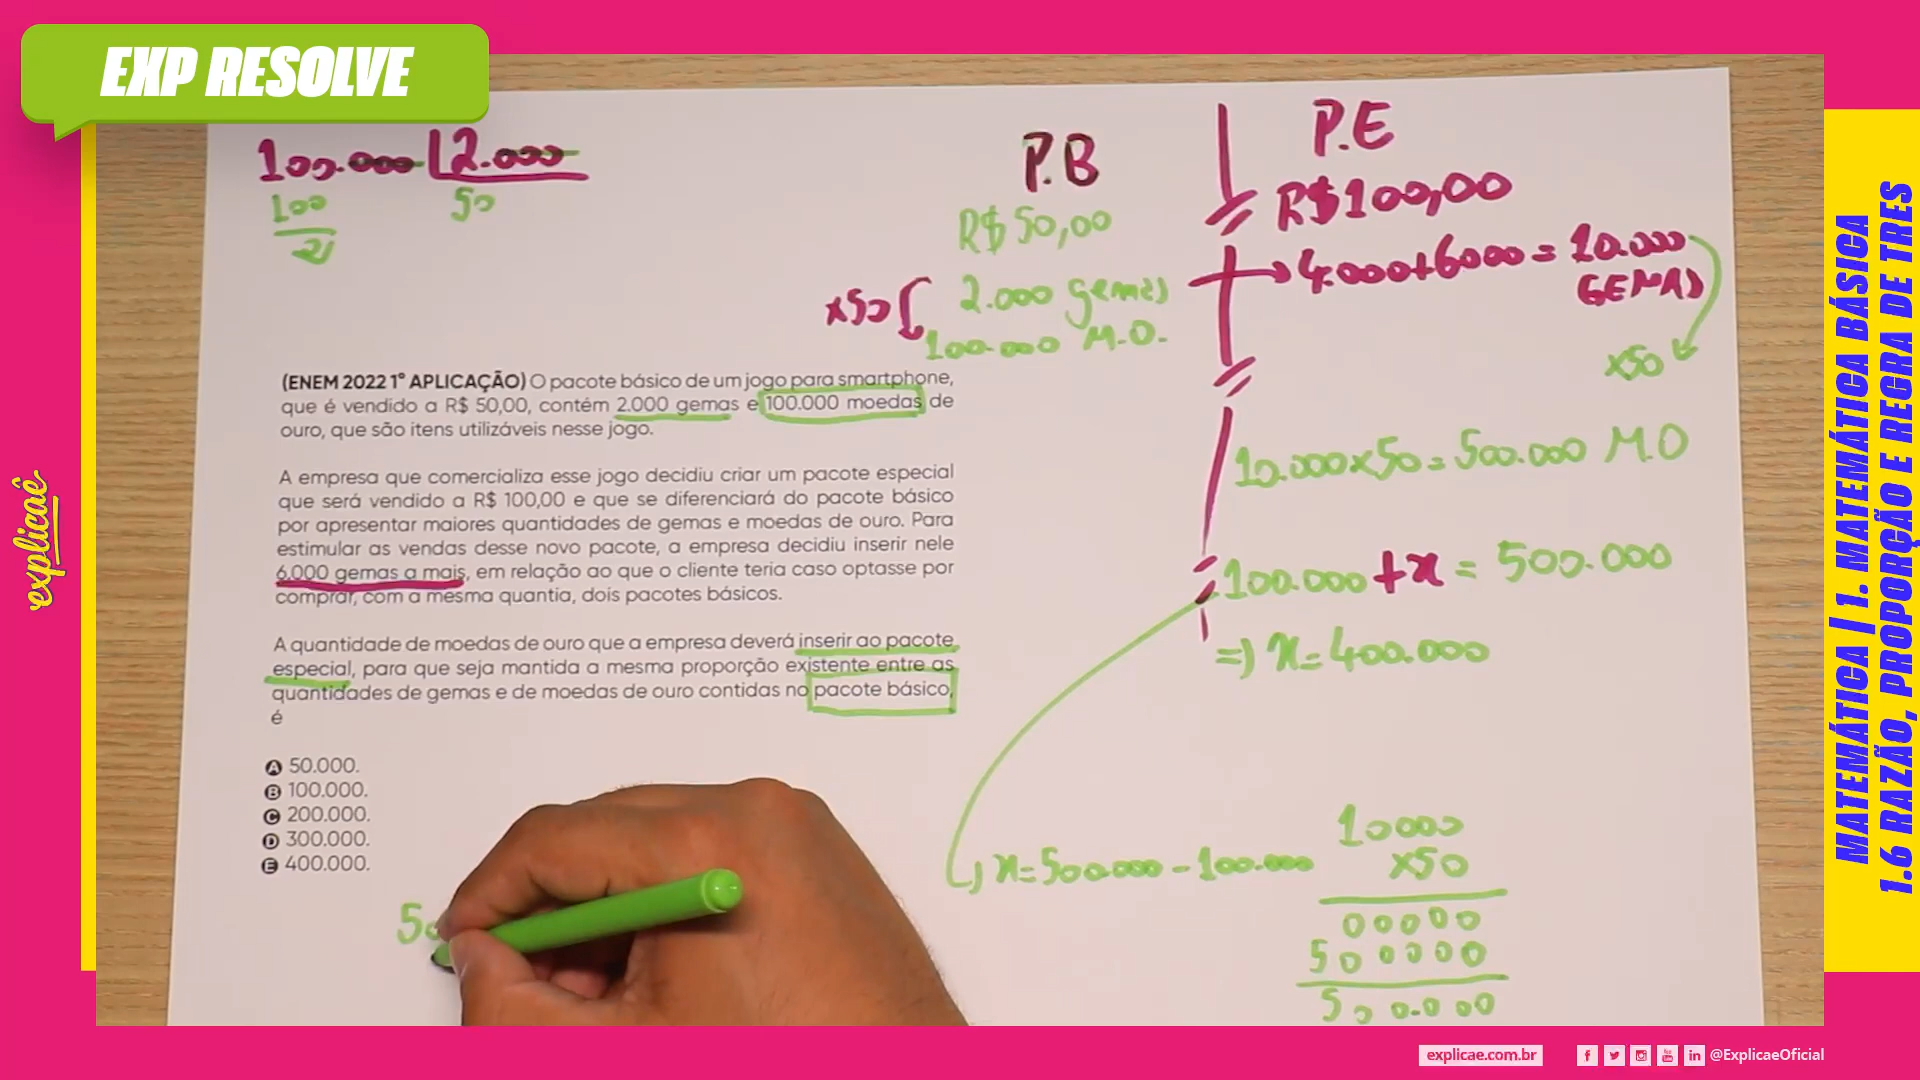 EXP RESOLVE
100.000 2.000
100 50
P.B
R$ 50,00
x50 2.000 gemas
100.000 M.O.
P.E
R$100,00
4.000+6000 = 10.000
GEMAS
x50
10.000x50 = 500.000 M.O
100.000 + x = 500.000
=) x = 400.000
x = 500.000 - 100.000
10000
x50
00000
500000
500.000
(ENEM 2022 1° APLICAÇÃO) O pacote básico de um jogo para smartphone,
que é vendido a R$ 50,00, contém 2.000 gemas e 100.000 moedas de
ouro, que são itens utilizáveis nesse jogo.
A empresa que comercializa esse jogo decidiu criar um pacote especial
que será vendido a R$ 100,00 e que se diferenciará do pacote básico
por apresentar maiores quantidades de gemas e moedas de ouro. Para
estimular as vendas desse novo pacote, a empresa decidiu inserir nele
6.000 gemas a mais, em relação ao que o cliente teria caso optasse por
comprar, com a mesma quantia, dois pacotes básicos.
A quantidade de moedas de ouro que a empresa deverá inserir ao pacote
especial, para que seja mantida a mesma proporção existente entre as
quantidades de gemas e de moedas de ouro contidas no pacote básico,
é
A 50.000.
B 100.000.
C 200.000.
D 300.000.
E 400.000.
explicaê
MATEMÁTICA | 1. MATEMÁTICA BÁSICA
1.6 RAZÃO, PROPORÇÃO E REGRA DE TRES
explicae.com.br
@ExplicaeOficial